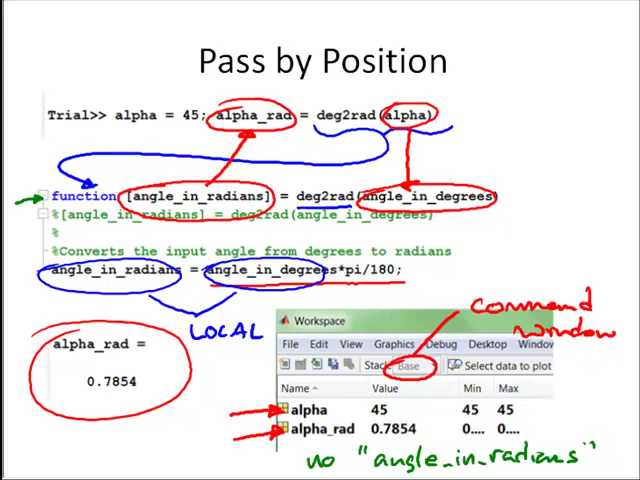 Pass by Position
Trial>> alpha = 45; alpha_rad = deg2rad(alpha)
function [angle_in_radians] = deg2rad(angle_in_degrees)
%[angle_in_radians] = deg2rad(angle_in_degrees)
%
%Converts the input angle from degrees to radians
angle_in_radians = angle_in_degrees*pi/180;
LOCAL
command
window
alpha_rad =
0.7854
Workspace
File Edit View Graphics Debug Desktop Window
Stack: Base Select data to plot
Name Value Min Max
alpha 45 45 45
alpha_rad 0.7854 0.... 0....
no "angle_in_radians"